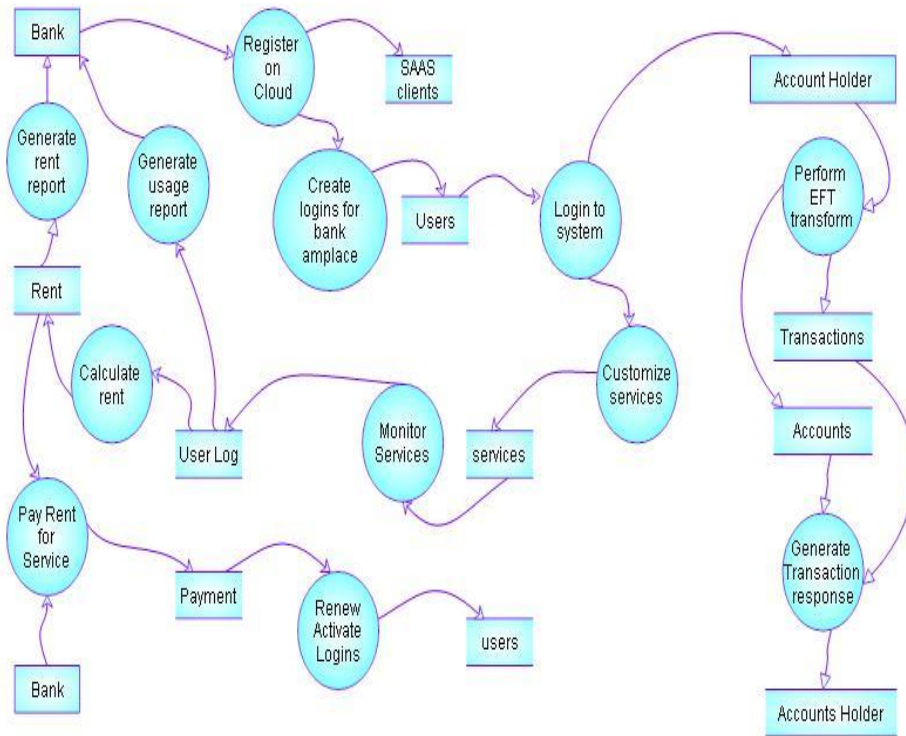 Bank
Register
on
Cloud
SAAS
clients
Account Holder
Generate
rent
report
Generate
usage
report
Create
logins for
bank
amplace
Users
Login to
system
Perform
EFT
transform
Rent
Transactions
Calculate
rent
Customize
services
User Log
Monitor
Services
services
Accounts
Pay Rent
for
Service
Payment
Renew
Activate
Logins
users
Generate
Transaction
response
Bank
Accounts Holder